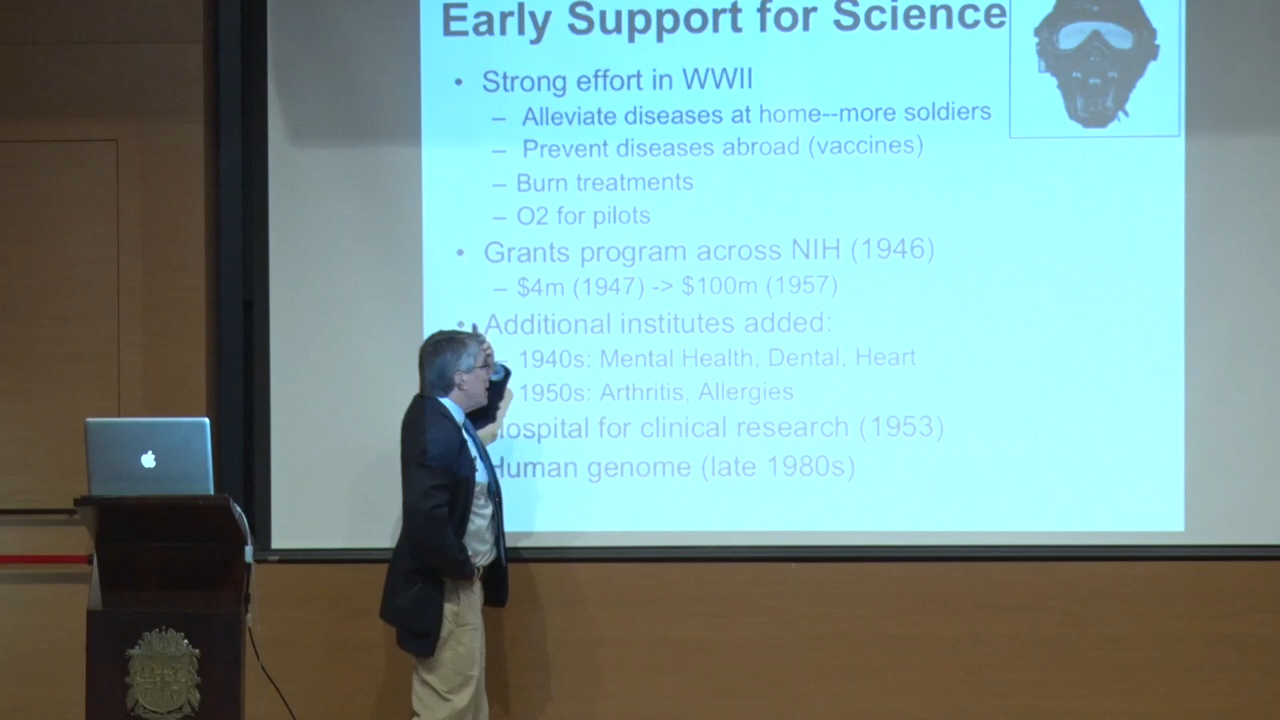 Early Support for Science
• Strong effort in WWII
– Alleviate diseases at home--more soldiers
– Prevent diseases abroad (vaccines)
– Burn treatments
– O2 for pilots
• Grants program across NIH (1946)
– $4m (1947) -> $100m (1957)
• Additional institutes added:
– 1940s: Mental Health, Dental, Heart
1950s: Arthritis, Allergies
Hospital for clinical research (1953)
Human genome (late 1980s)